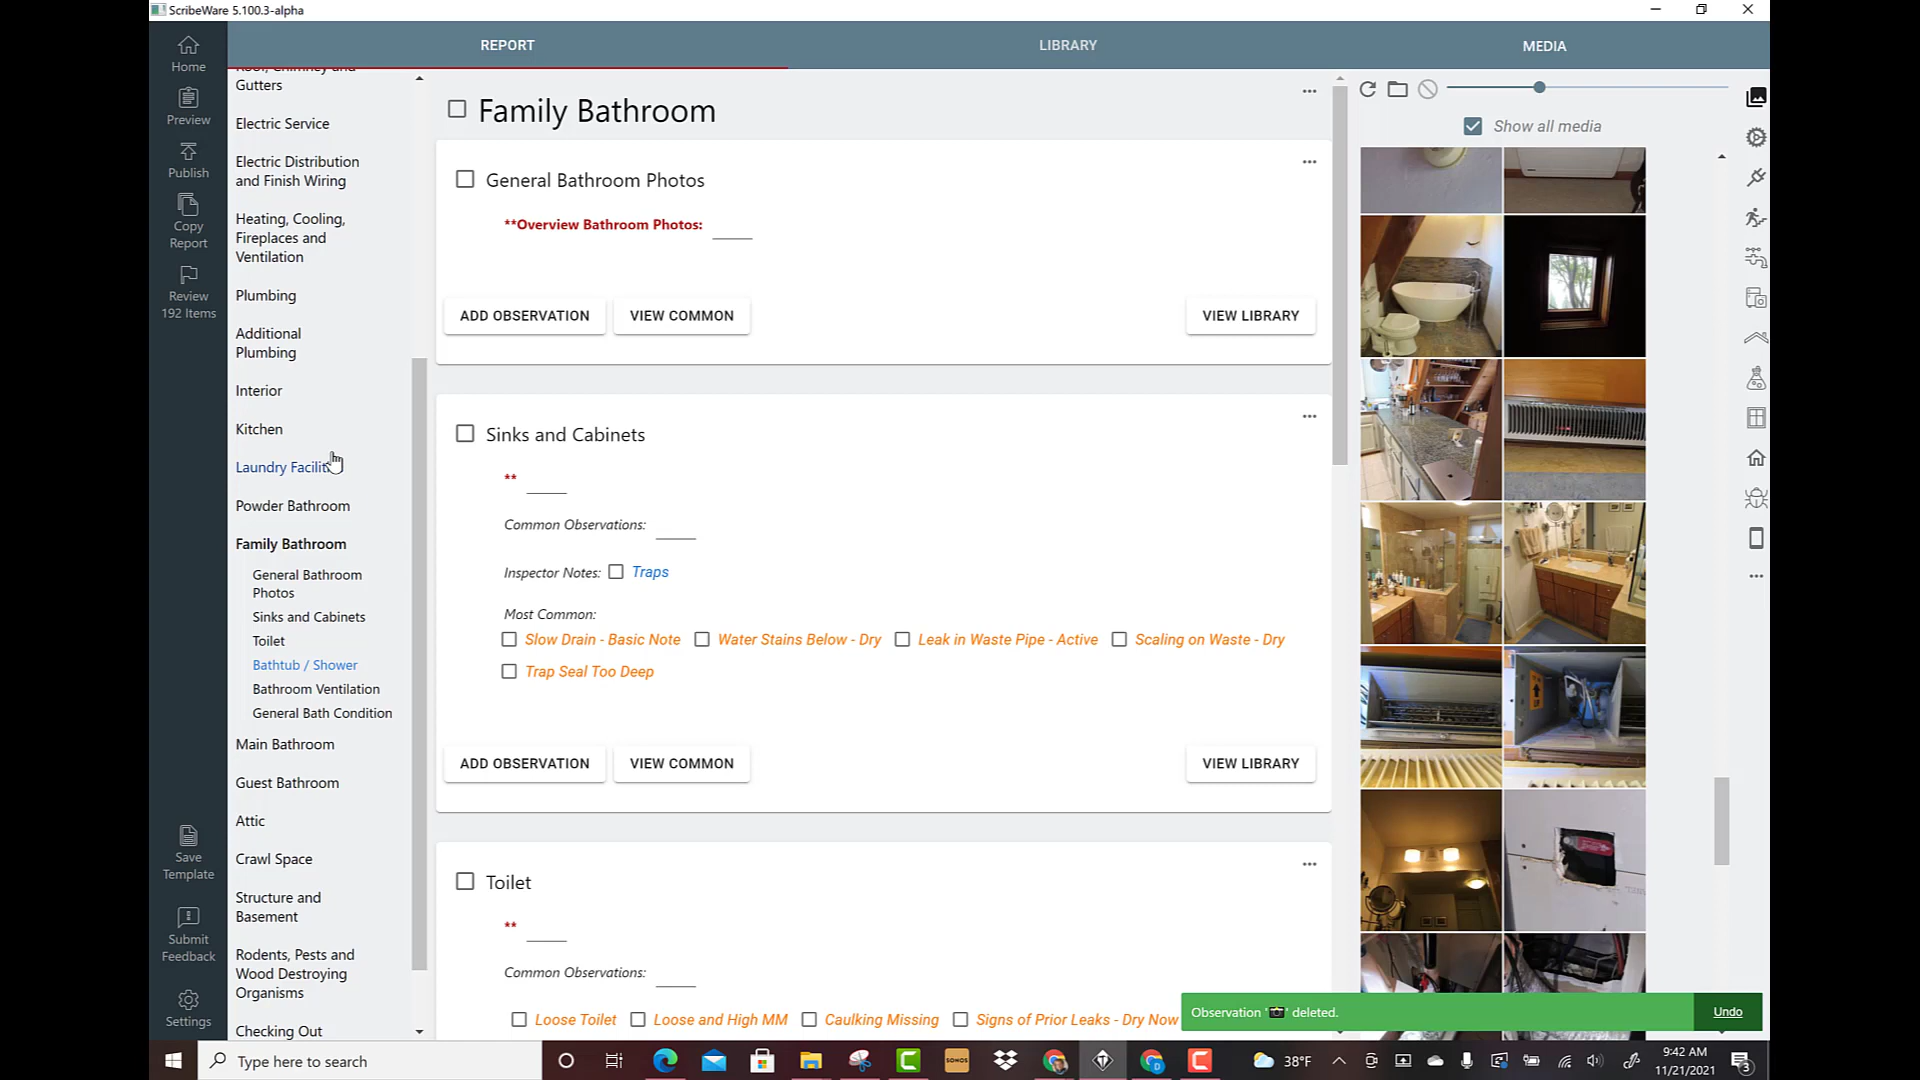 ScribeWare 5.100.3-alpha
REPORT
LIBRARY
MEDIA
Home
Preview
Publish
Copy
Report
Review
192 Items
Save
Template
Submit
Feedback
Settings
Roof, Chimney and
Gutters
Electric Service
Electric Distribution
and Finish Wiring
Heating, Cooling,
Fireplaces and
Ventilation
Plumbing
Additional
Plumbing
Interior
Kitchen
Laundry Facilit
Powder Bathroom
Family Bathroom
General Bathroom
Photos
Sinks and Cabinets
Toilet
Bathtub / Shower
Bathroom Ventilation
General Bath Condition
Main Bathroom
Guest Bathroom
Attic
Crawl Space
Structure and
Basement
Rodents, Pests and
Wood Destroying
Organisms
Checking Out
Family Bathroom
General Bathroom Photos
**Overview Bathroom Photos:
ADD OBSERVATION VIEW COMMON VIEW LIBRARY
Sinks and Cabinets
**
Common Observations:
Inspector Notes: Traps
Most Common:
Slow Drain - Basic Note Water Stains Below - Dry Leak in Waste Pipe - Active Scaling on Waste - Dry
Trap Seal Too Deep
ADD OBSERVATION VIEW COMMON VIEW LIBRARY
Toilet
**
Common Observations:
Loose Toilet Loose and High MM Caulking Missing Signs of Prior Leaks - Dry Now
Show all media
Observation '📷' deleted. Undo
Type here to search
SONOS
38°F
9:42 AM
11/21/2021
3